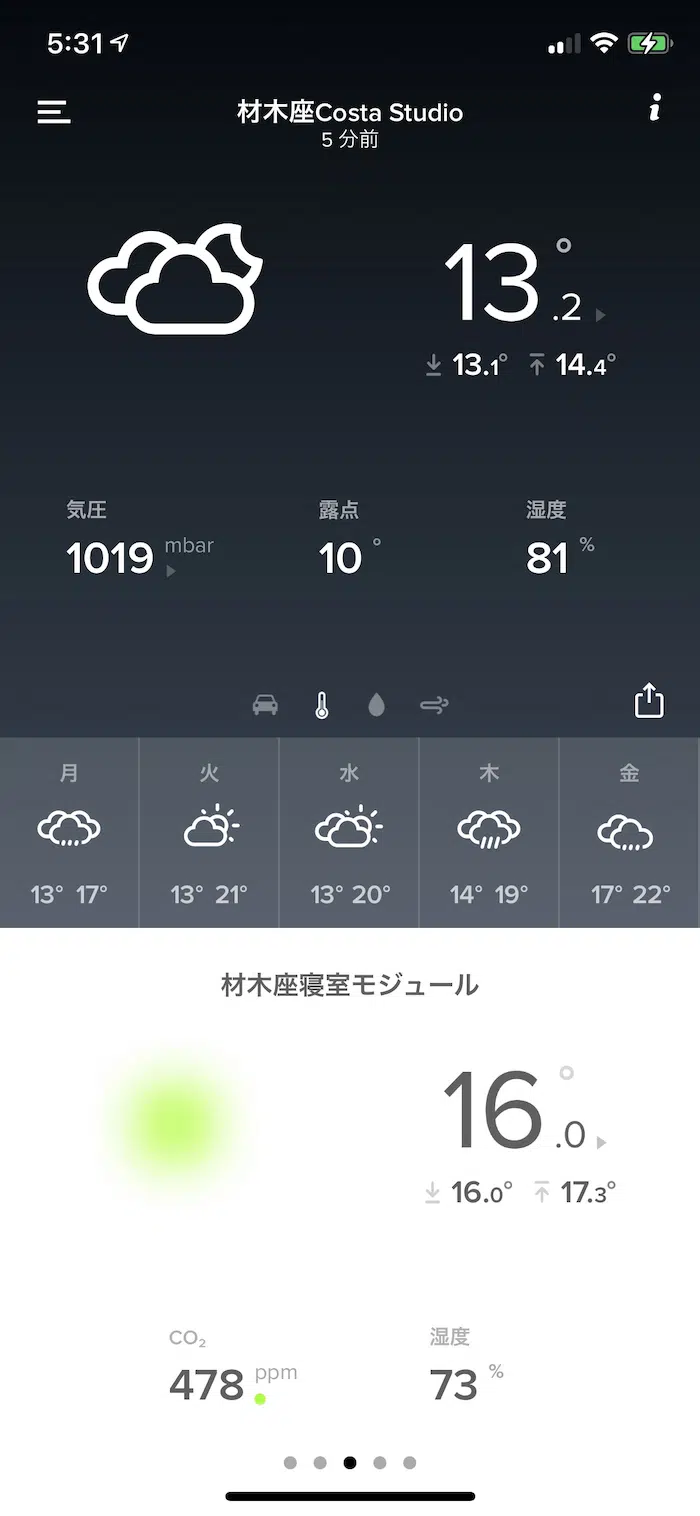 5:31
材木座Costa Studio
5 分前
13.2°
13.1° 14.4°
気圧 露点 湿度
1019 mbar 10° 81 %
月 火 水 木 金
13° 17° 13° 21° 13° 20° 14° 19° 17° 22°
材木座寝室モジュール
16.0°
16.0° 17.3°
CO₂ 湿度
478 ppm 73 %